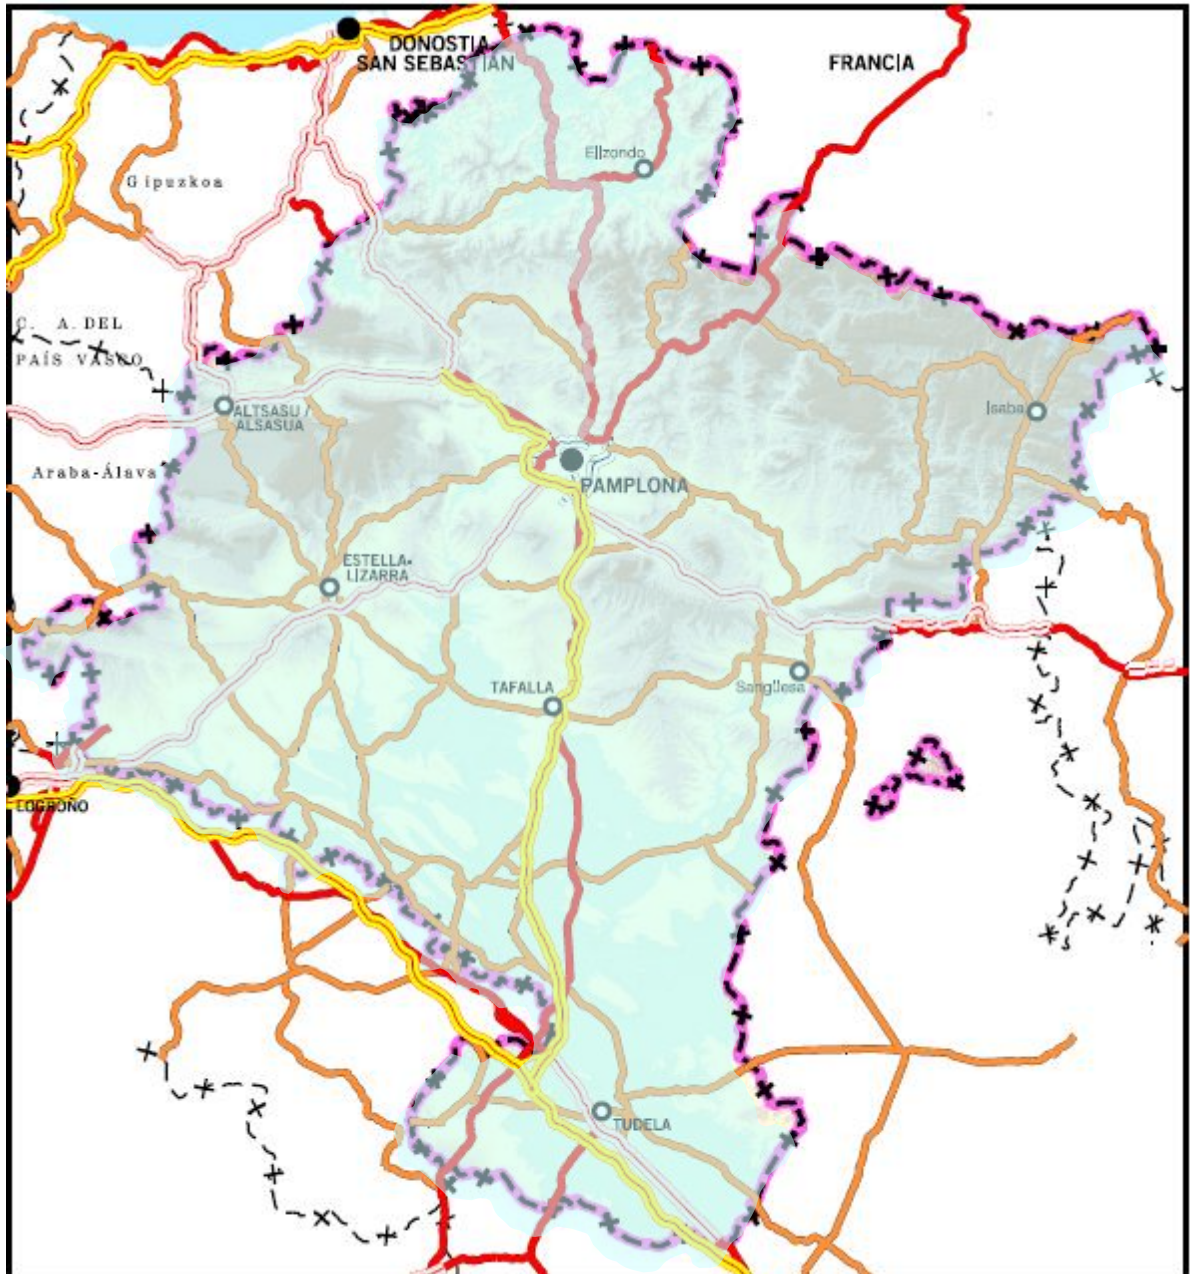 DONOSTIA
SAN SEBASTIÁN
FRANCIA
Elizondo
Gipuzkoa
C. A. DEL
PAÍS VASCO
ALTSASU /
ALSASUA
Isaba
Araba-Álava
PAMPLONA
ESTELLA-
LIZARRA
TAFALLA
Sangüesa
LOGROÑO
TUDELA